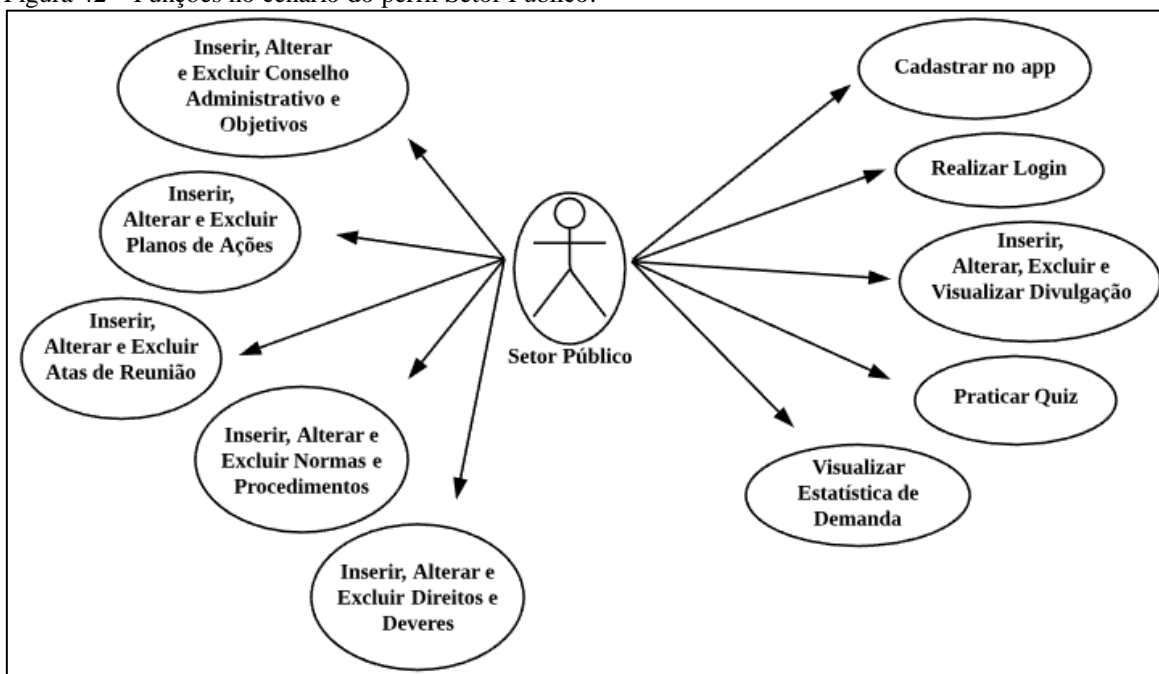 Figura 42 – Funções no cenário do perfil Setor Público.
Inserir, Alterar
e Excluir Conselho
Administrativo e
Objetivos
Cadastrar no app
Realizar Login
Inserir,
Alterar e Excluir
Planos de Ações
Inserir,
Alterar, Excluir e
Visualizar Divulgação
Inserir,
Alterar e Excluir
Atas de Reunião
Setor Público
Praticar Quiz
Inserir, Alterar e
Excluir Normas e
Procedimentos
Visualizar
Estatística de
Demanda
Inserir, Alterar e
Excluir Direitos e
Deveres